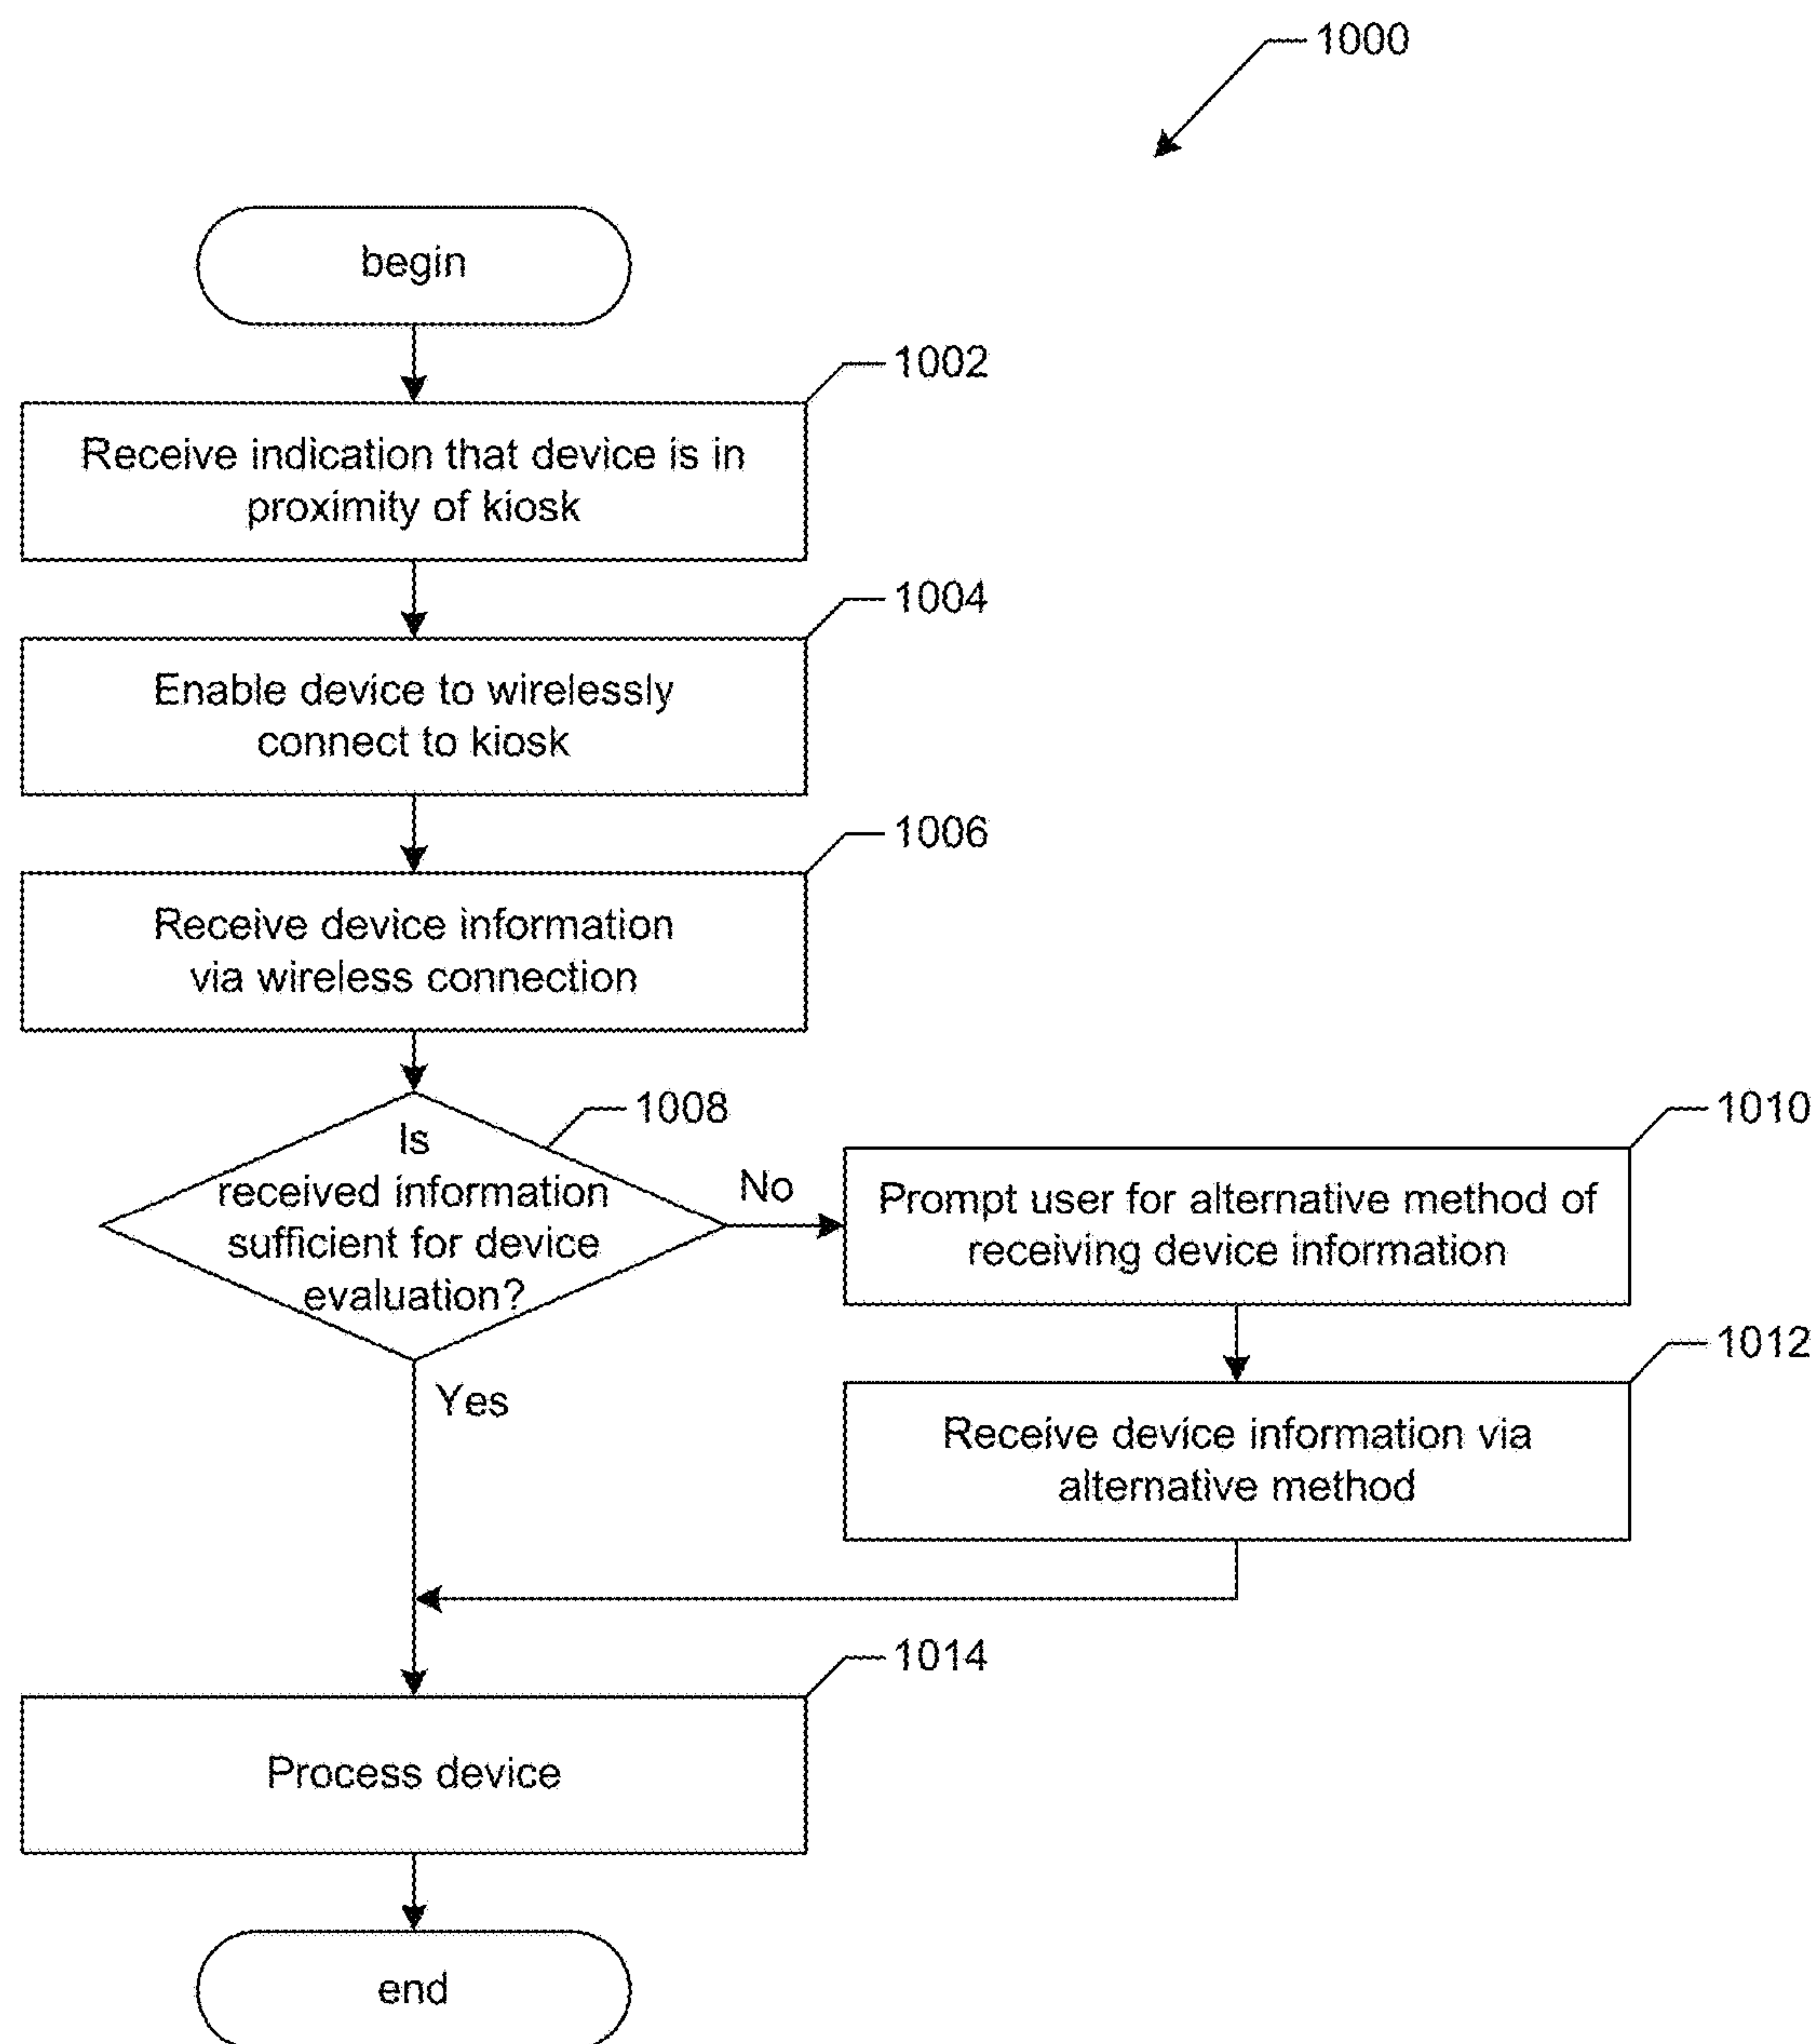 1000
begin
1002
Receive indication that device is in
proximity of kiosk
1004
Enable device to wirelessly
connect to kiosk
1006
Receive device information
via wireless connection
1008
Is
received information
sufficient for device
evaluation?
No
1010
Prompt user for alternative method of
receiving device information
1012
Receive device information via
alternative method
Yes
1014
Process device
end